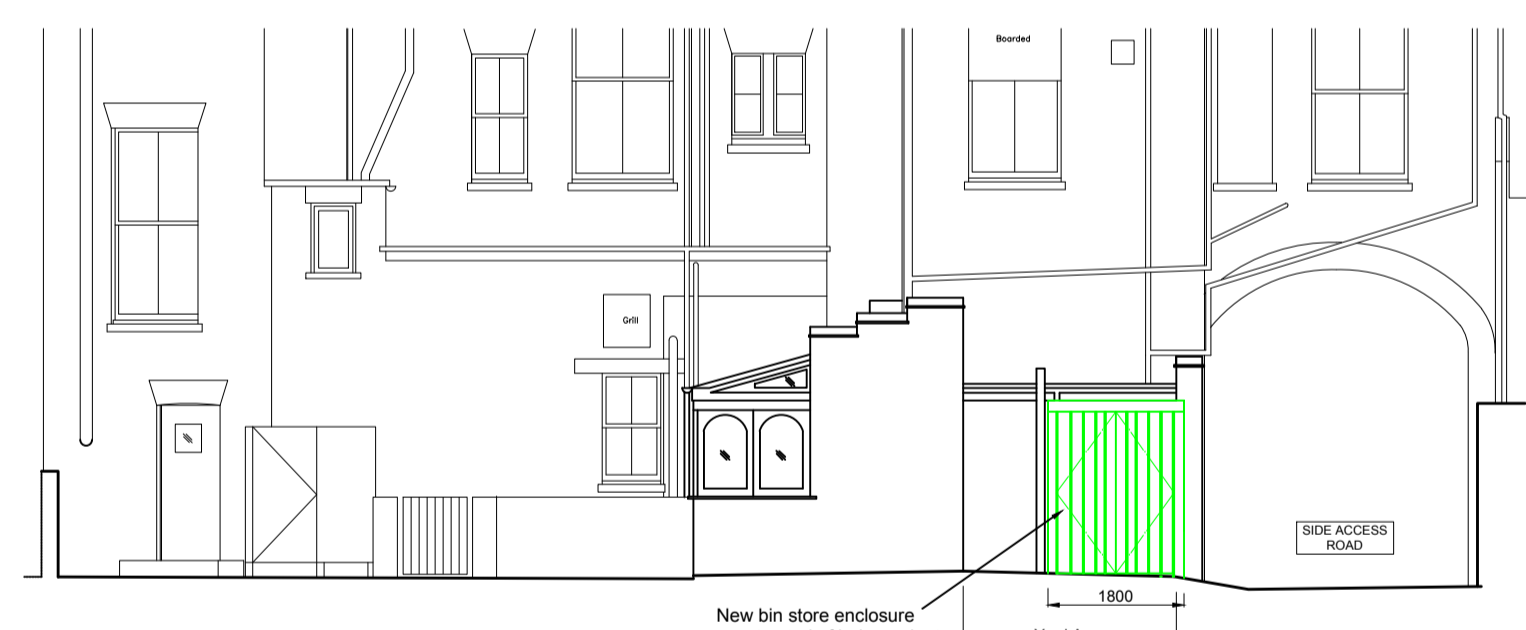 Boarded
Grill
SIDE ACCESS
ROAD
1800
New bin store enclosure